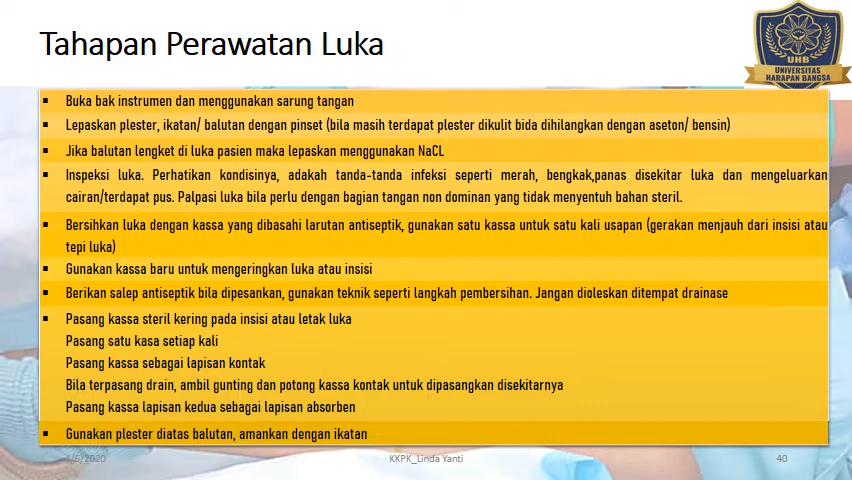 Tahapan Perawatan Luka
UHB
UNIVERSITAS
HARAPAN BANGSA
▪ Buka bak instrumen dan menggunakan sarung tangan
▪ Lepaskan plester, ikatan/ balutan dengan pinset (bila masih terdapat plester dikulit bida dihilangkan dengan aseton/ bensin)
▪ Jika balutan lengket di luka pasien maka lepaskan menggunakan NaCL
▪ Inspeksi luka. Perhatikan kondisinya, adakah tanda-tanda infeksi seperti merah, bengkak,panas disekitar luka dan mengeluarkan
cairan/terdapat pus. Palpasi luka bila perlu dengan bagian tangan non dominan yang tidak menyentuh bahan steril.
▪ Bersihkan luka dengan kassa yang dibasahi larutan antiseptik, gunakan satu kassa untuk satu kali usapan (gerakan menjauh dari insisi atau
tepi luka)
▪ Gunakan kassa baru untuk mengeringkan luka atau insisi
▪ Berikan salep antiseptik bila dipesankan, gunakan teknik seperti langkah pembersihan. Jangan dioleskan ditempat drainase
▪ Pasang kassa steril kering pada insisi atau letak luka
Pasang satu kasa setiap kali
Pasang kassa sebagai lapisan kontak
Bila terpasang drain, ambil gunting dan potong kassa kontak untuk dipasangkan disekitarnya
Pasang kassa lapisan kedua sebagai lapisan absorben
▪ Gunakan plester diatas balutan, amankan dengan ikatan
KKPK_Linda Yanti
40